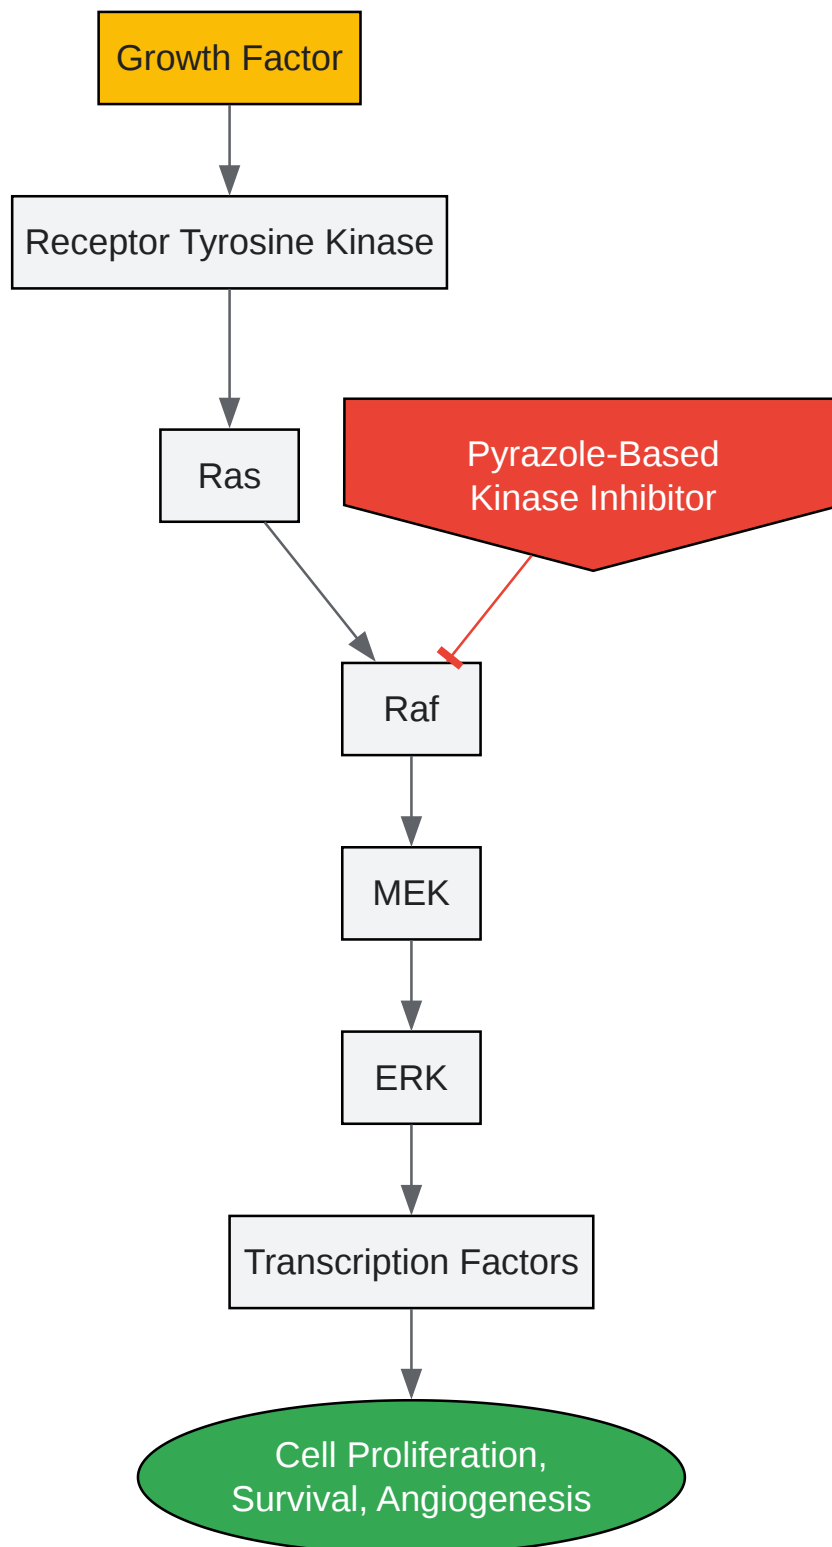 Growth Factor
Receptor Tyrosine Kinase
Ras
Pyrazole-Based
Kinase Inhibitor
Raf
MEK
ERK
Transcription Factors
Cell Proliferation,
Survival, Angiogenesis